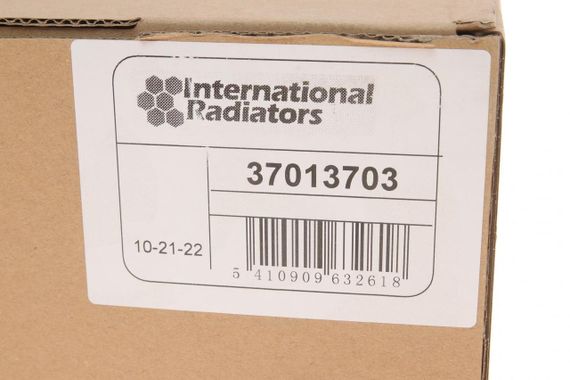 International
Radiators
37013703
10-21-22
5 410909 632618